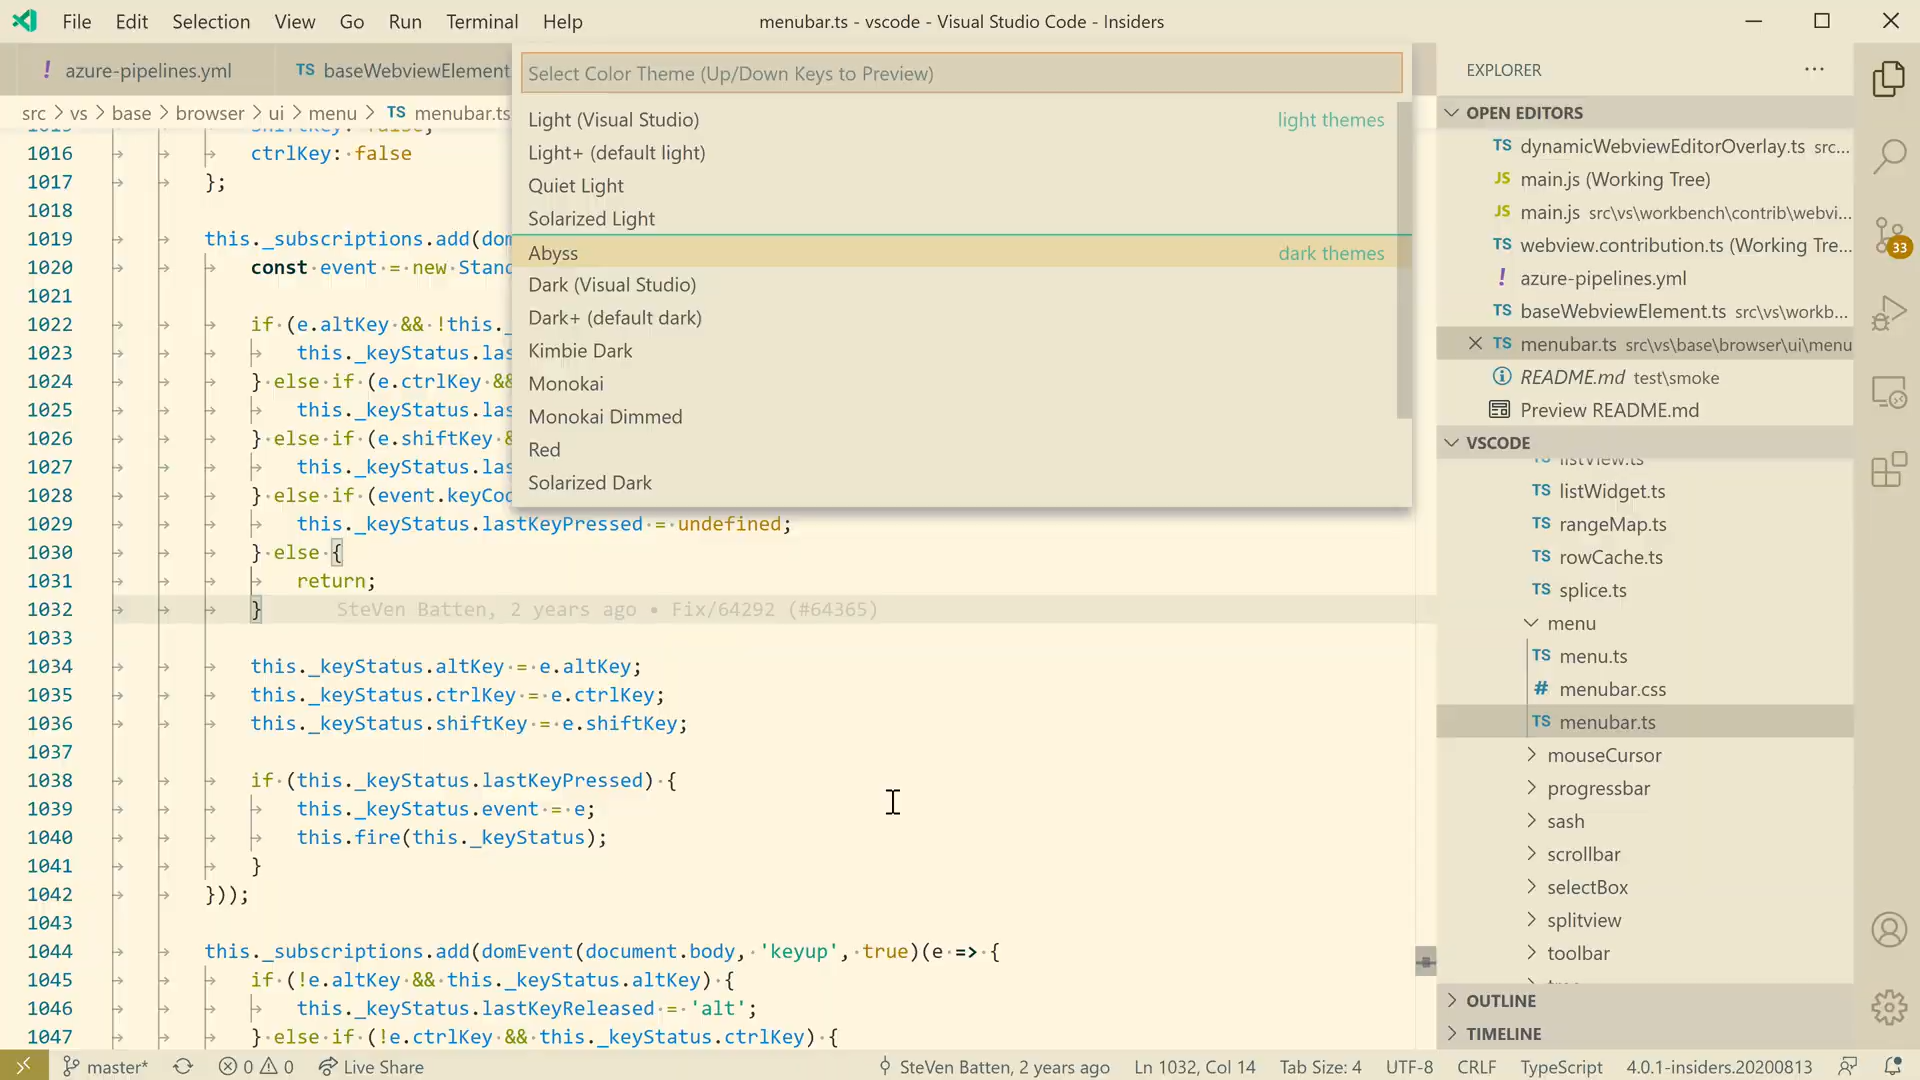 File Edit Selection View Go Run Terminal Help
menubar.ts - vscode - Visual Studio Code - Insiders
! azure-pipelines.yml
TS baseWebviewElement
src > vs > base > browser > ui > menu > TS menubar.ts
Select Color Theme (Up/Down Keys to Preview)
Light (Visual Studio) light themes
Light+ (default light)
Quiet Light
Solarized Light
Abyss dark themes
Dark (Visual Studio)
Dark+ (default dark)
Kimbie Dark
Monokai
Monokai Dimmed
Red
Solarized Dark
1015 shiftKey: false,
1016 ctrlKey: false
1017 };
1018
1019 this._subscriptions.add(dom
1020 const event = new Stand
1021
1022 if (e.altKey && !this._
1023 this._keyStatus.las
1024 } else if (e.ctrlKey &&
1025 this._keyStatus.las
1026 } else if (e.shiftKey &
1027 this._keyStatus.las
1028 } else if (event.keyCod
1029 this._keyStatus.lastKeyPressed = undefined;
1030 } else {
1031 return;
1032 } SteVen Batten, 2 years ago • Fix/64292 (#64365)
1033
1034 this._keyStatus.altKey = e.altKey;
1035 this._keyStatus.ctrlKey = e.ctrlKey;
1036 this._keyStatus.shiftKey = e.shiftKey;
1037
1038 if (this._keyStatus.lastKeyPressed) {
1039 this._keyStatus.event = e;
1040 this.fire(this._keyStatus);
1041 }
1042 }));
1043
1044 this._subscriptions.add(domEvent(document.body, 'keyup', true)(e => {
1045 if (!e.altKey && this._keyStatus.altKey) {
1046 this._keyStatus.lastKeyReleased = 'alt';
1047 } else if (!e.ctrlKey && this._keyStatus.ctrlKey) {
EXPLORER ...
OPEN EDITORS
TS dynamicWebviewEditorOverlay.ts src...
JS main.js (Working Tree)
JS main.js src\vs\workbench\contrib\webvi...
TS webview.contribution.ts (Working Tre...
! azure-pipelines.yml
TS baseWebviewElement.ts src\vs\workb...
TS menubar.ts src\vs\base\browser\ui\menu
README.md test\smoke
Preview README.md
VSCODE
TS listView.ts
TS listWidget.ts
TS rangeMap.ts
TS rowCache.ts
TS splice.ts
menu
TS menu.ts
# menubar.css
TS menubar.ts
mouseCursor
progressbar
sash
scrollbar
selectBox
splitview
toolbar
OUTLINE
TIMELINE
33
master* 0 0 Live Share
SteVen Batten, 2 years ago Ln 1032, Col 14 Tab Size: 4 UTF-8 CRLF TypeScript 4.0.1-insiders.20200813